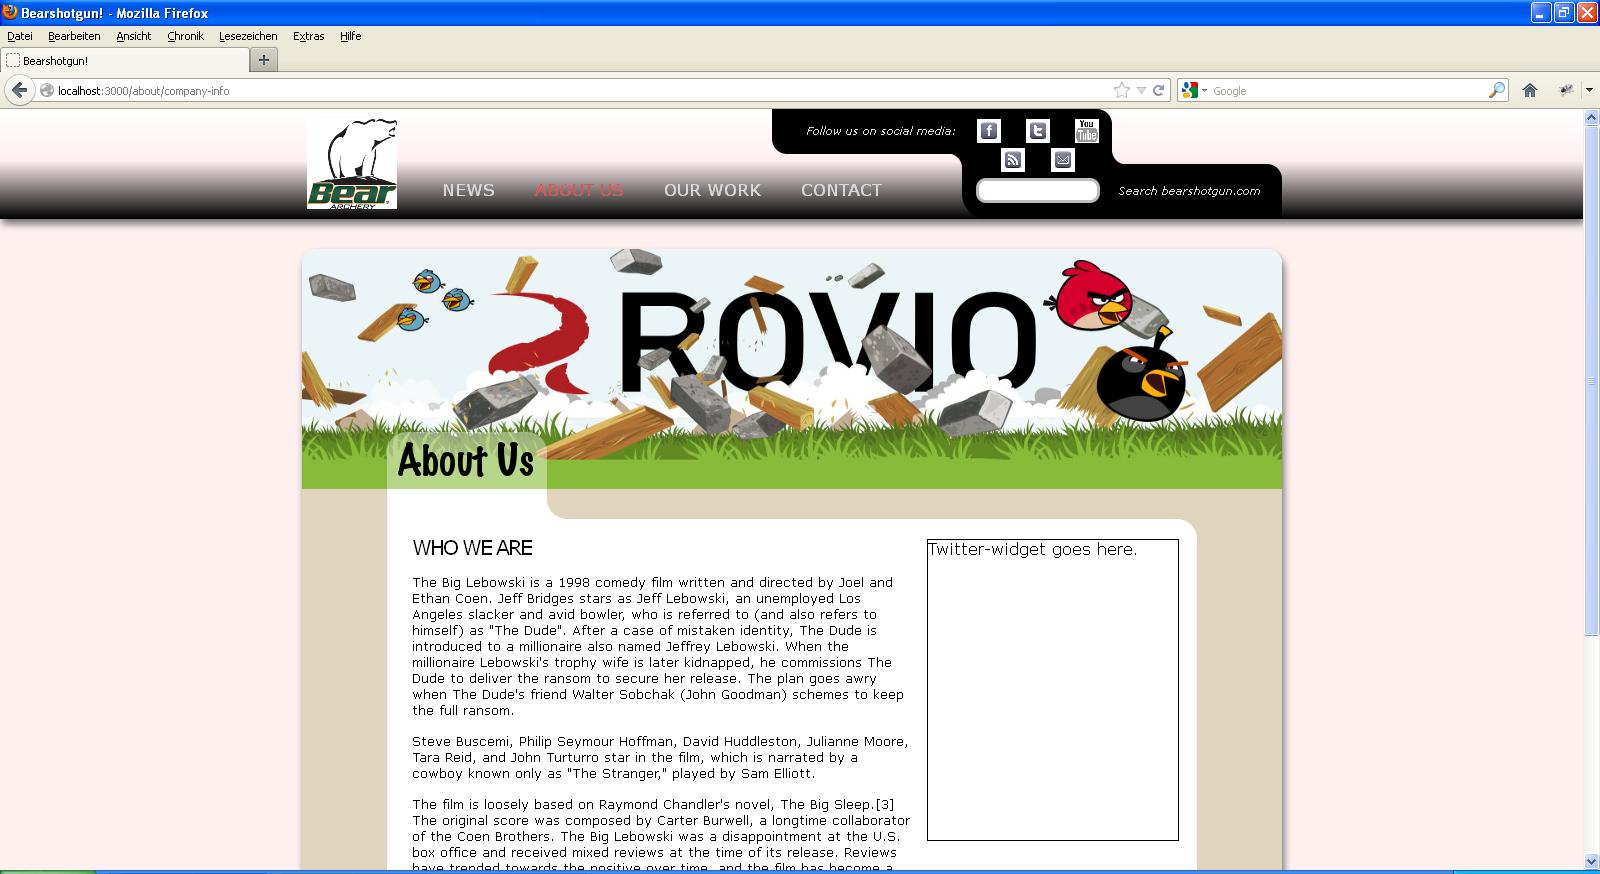 Bearshotgun! - Mozilla Firefox
Datei Bearbeiten Ansicht Chronik Lesezeichen Extras Hilfe
Bearshotgun!
localhost:3000/about/company-info
Google
Follow us on social media:
You
Tube
Bear
ARCHERY
NEWS ABOUT US OUR WORK CONTACT
Search bearshotgun.com
ROVIO
About Us
WHO WE ARE
The Big Lebowski is a 1998 comedy film written and directed by Joel and
Ethan Coen. Jeff Bridges stars as Jeff Lebowski, an unemployed Los
Angeles slacker and avid bowler, who is referred to (and also refers to
himself) as "The Dude". After a case of mistaken identity, The Dude is
introduced to a millionaire also named Jeffrey Lebowski. When the
millionaire Lebowski's trophy wife is later kidnapped, he commissions The
Dude to deliver the ransom to secure her release. The plan goes awry
when The Dude's friend Walter Sobchak (John Goodman) schemes to keep
the full ransom.
Steve Buscemi, Philip Seymour Hoffman, David Huddleston, Julianne Moore,
Tara Reid, and John Turturro star in the film, which is narrated by a
cowboy known only as "The Stranger," played by Sam Elliott.
The film is loosely based on Raymond Chandler's novel, The Big Sleep.[3]
The original score was composed by Carter Burwell, a longtime collaborator
of the Coen Brothers. The Big Lebowski was a disappointment at the U.S.
box office and received mixed reviews at the time of its release. Reviews
have trended towards the positive over time, and the film has become a
Twitter-widget goes here.